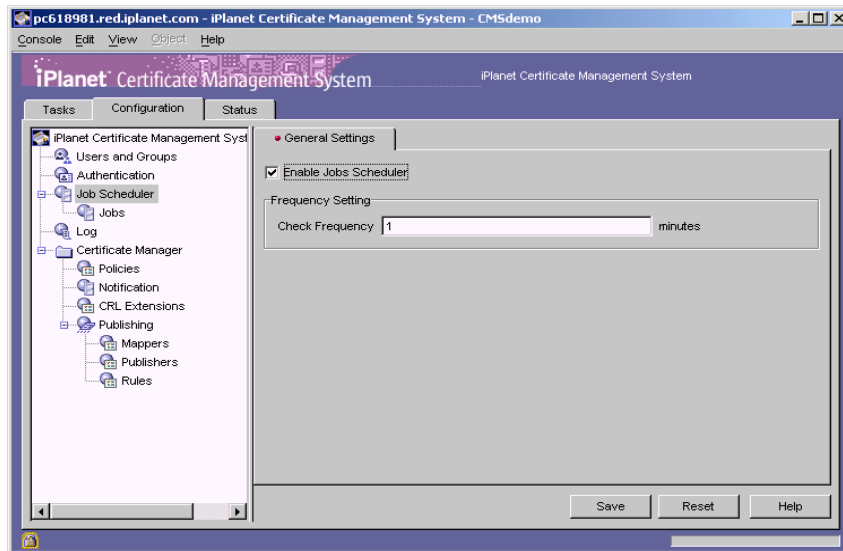 pc618981.red.iplanet.com - iPlanet Certificate Management System - CMSdemo
Console Edit View Object Help
iPlanet Certificate Management System
iPlanet Certificate Management System
Tasks Configuration Status
iPlanet Certificate Management Syst
Users and Groups
Authentication
Job Scheduler
Jobs
Log
Certificate Manager
Policies
Notification
CRL Extensions
Publishing
Mappers
Publishers
Rules
General Settings
Enable Jobs Scheduler
Frequency Setting
Check Frequency 1 minutes
Save Reset Help